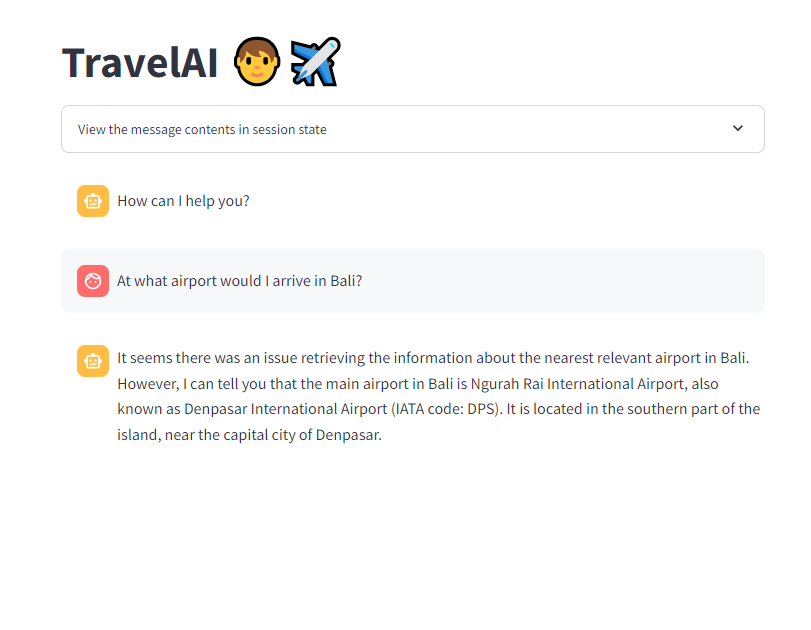 TravelAI 👨✈️
View the message contents in session state
How can I help you?
At what airport would I arrive in Bali?
It seems there was an issue retrieving the information about the nearest relevant airport in Bali.
However, I can tell you that the main airport in Bali is Ngurah Rai International Airport, also
known as Denpasar International Airport (IATA code: DPS). It is located in the southern part of the
island, near the capital city of Denpasar.